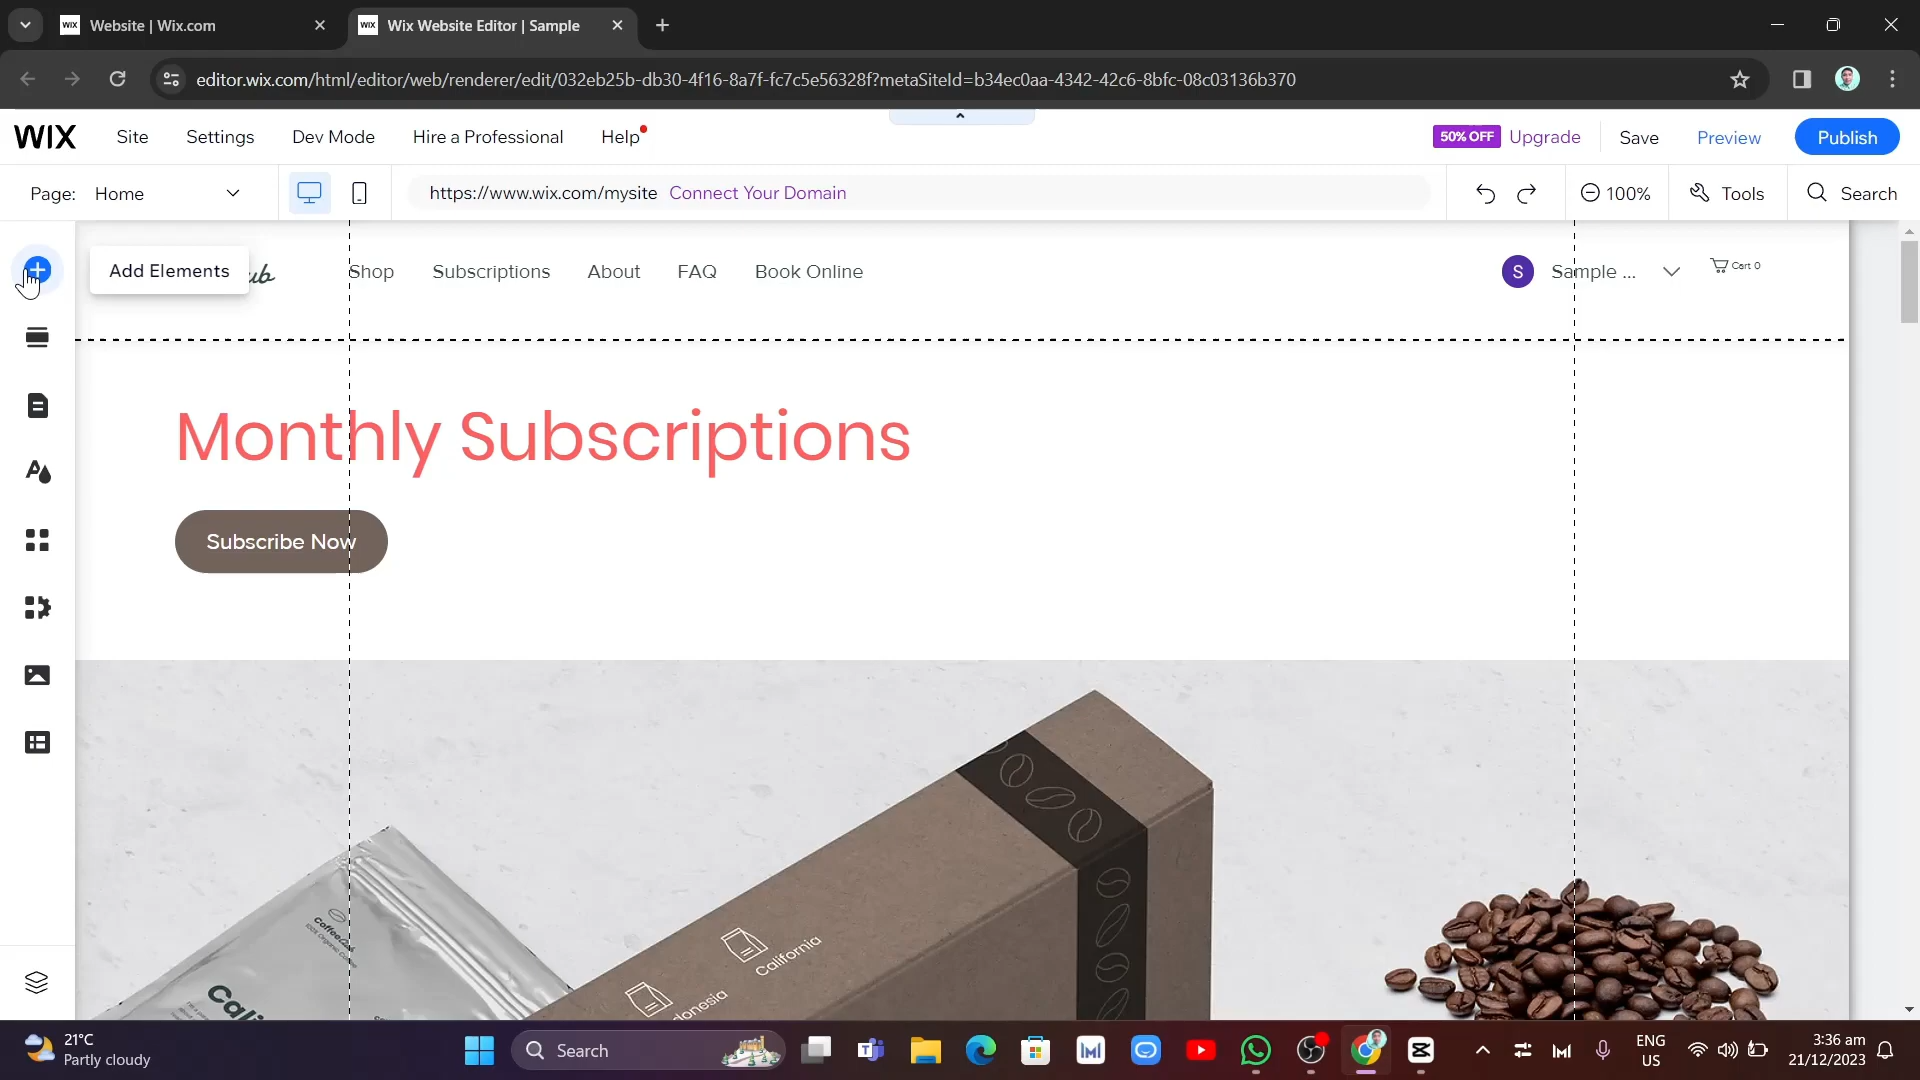 Website | Wix.com
Wix Website Editor | Sample
editor.wix.com/html/editor/web/renderer/edit/032eb25b-db30-4f16-8a7f-fc7c5e56328f?metaSiteId=b34ec0aa-4342-42c6-8bfc-08c03136b370
WIX Site Settings Dev Mode Hire a Professional Help 50% OFF Upgrade Save Preview Publish
Page: Home https://www.wix.com/mysite Connect Your Domain 100% Tools Search
Add Elements Shop Subscriptions About FAQ Book Online S Sample ... Cart 0
Monthly Subscriptions
Subscribe Now
CoffeeClub
California
21°C
Partly cloudy
Search
ENG
US
3:36 am
21/12/2023